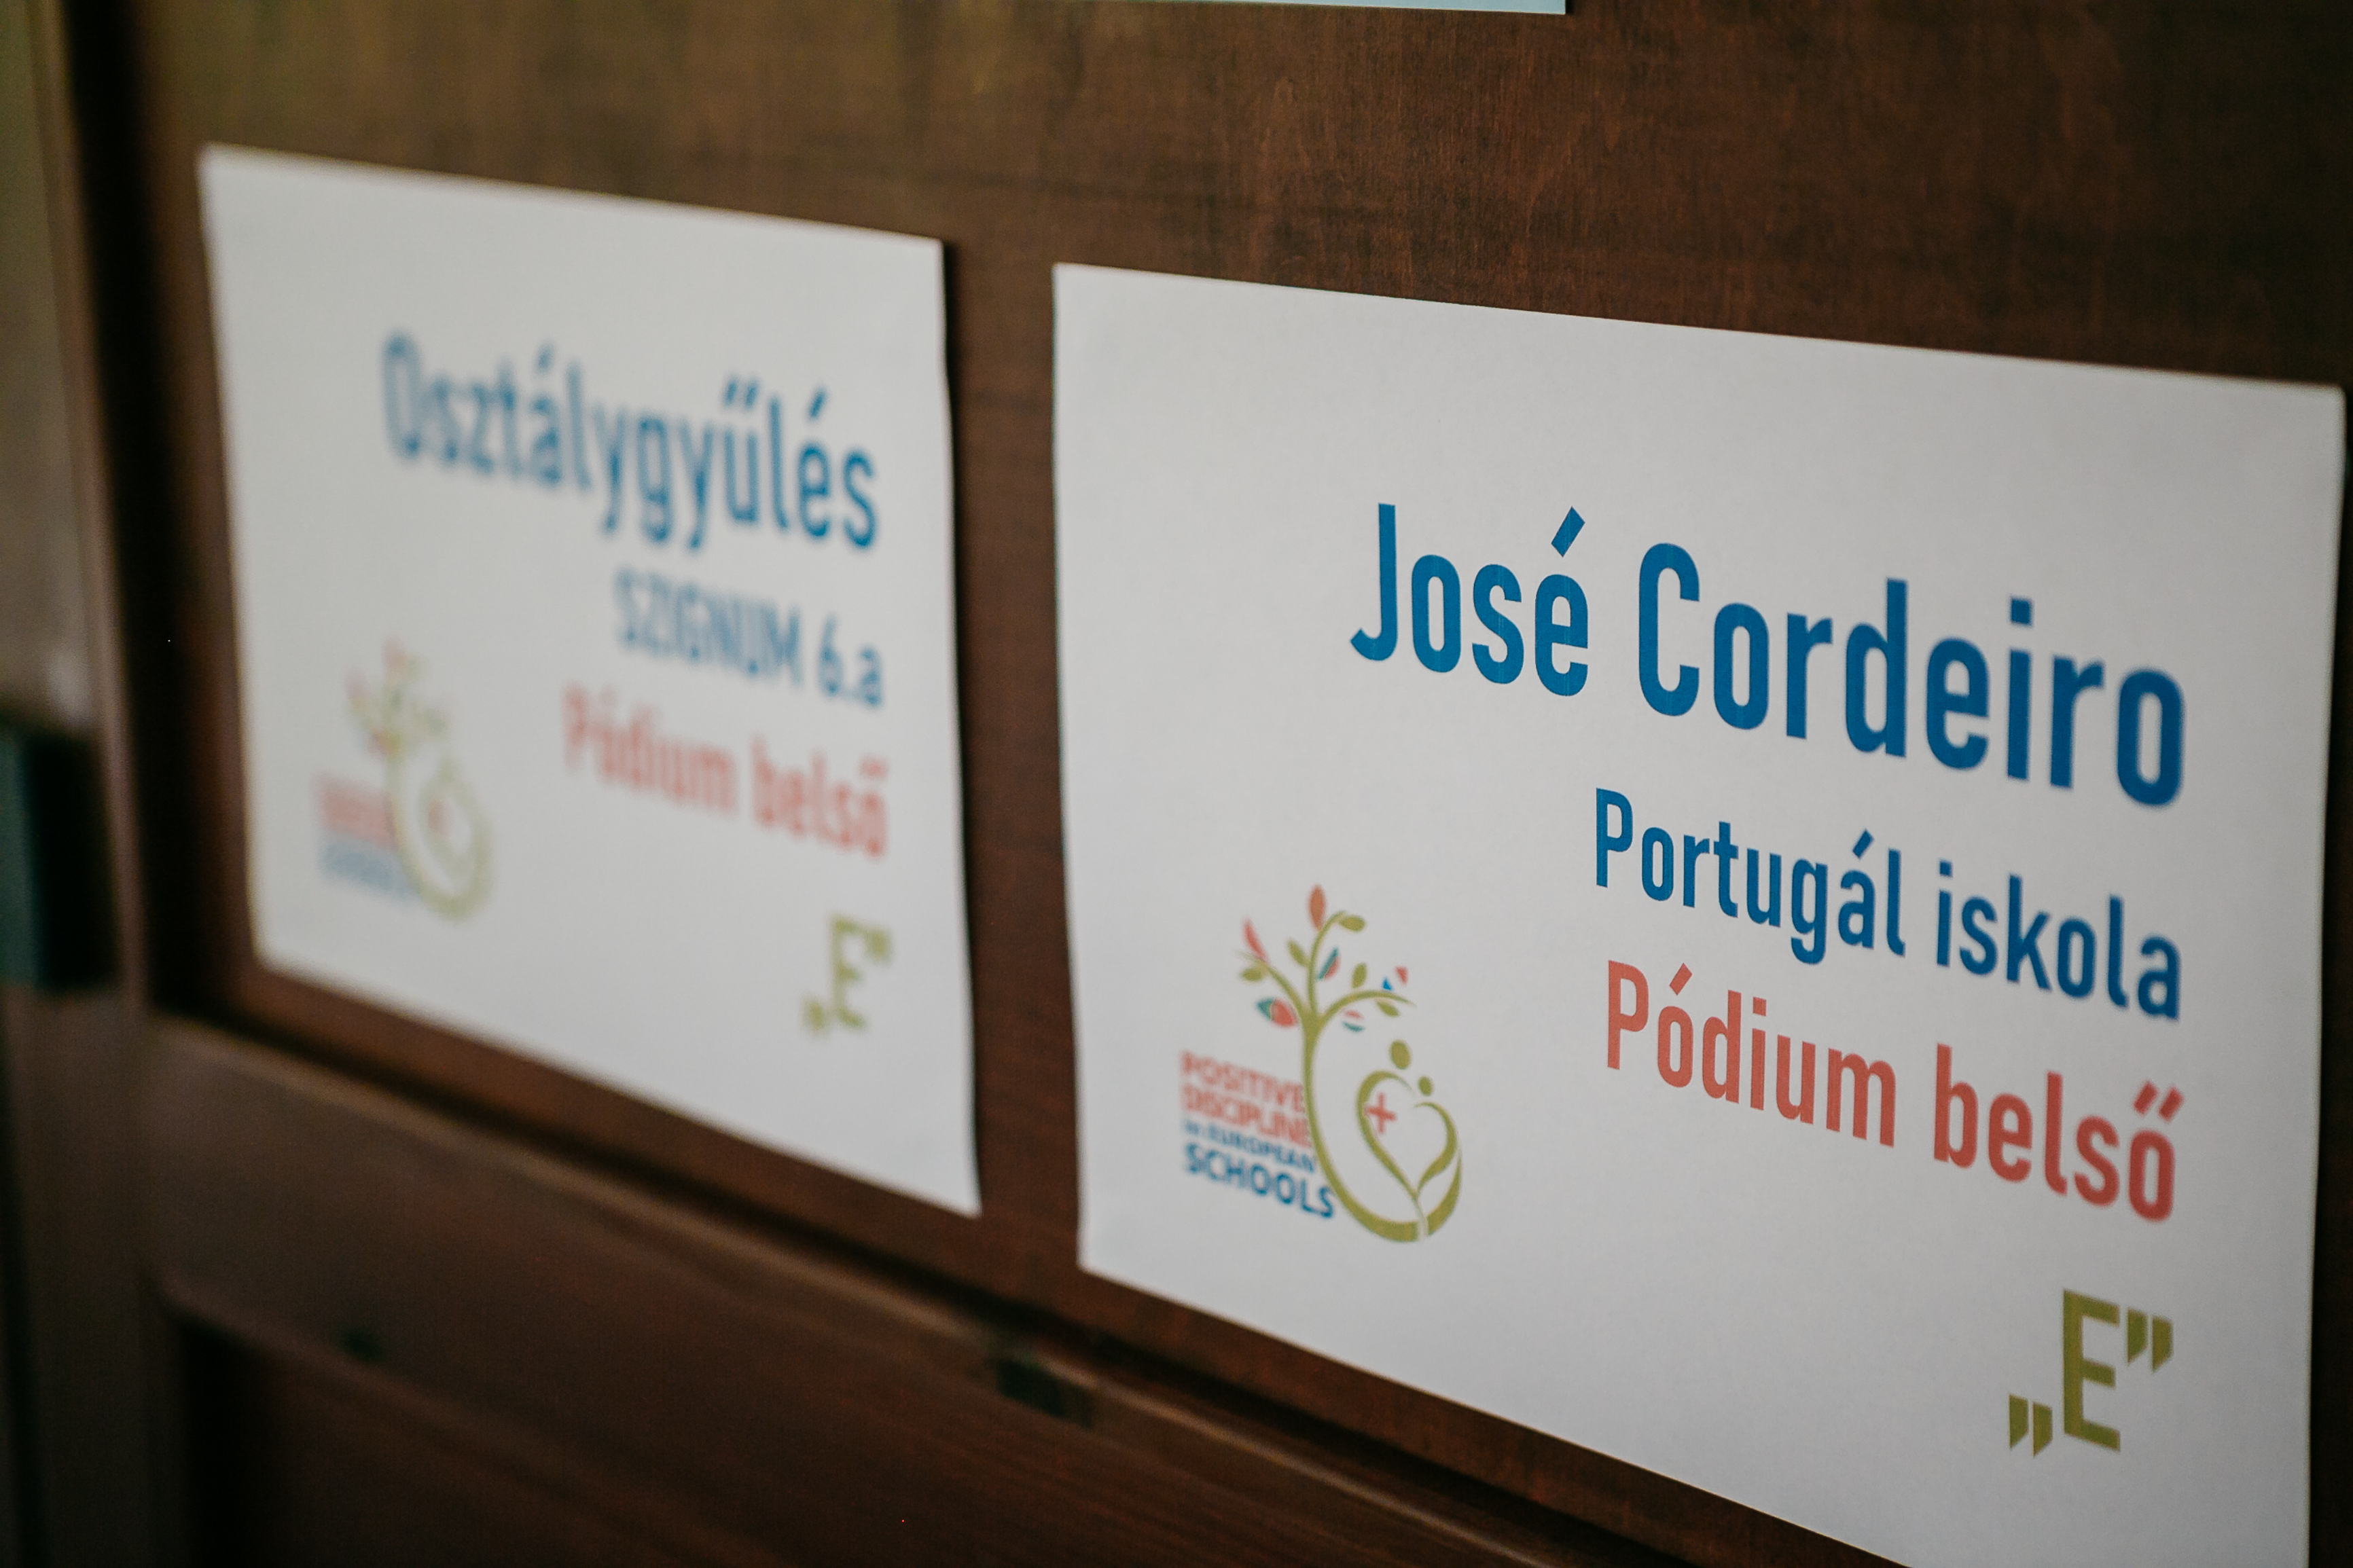 Osztálygyűlés
SZIGNUM 6.a
Pódium belső
„E”
José Cordeiro
Portugál iskola
Pódium belső
POSITIVE
DISCIPLINE
in EUROPEAN
SCHOOLS
„E”